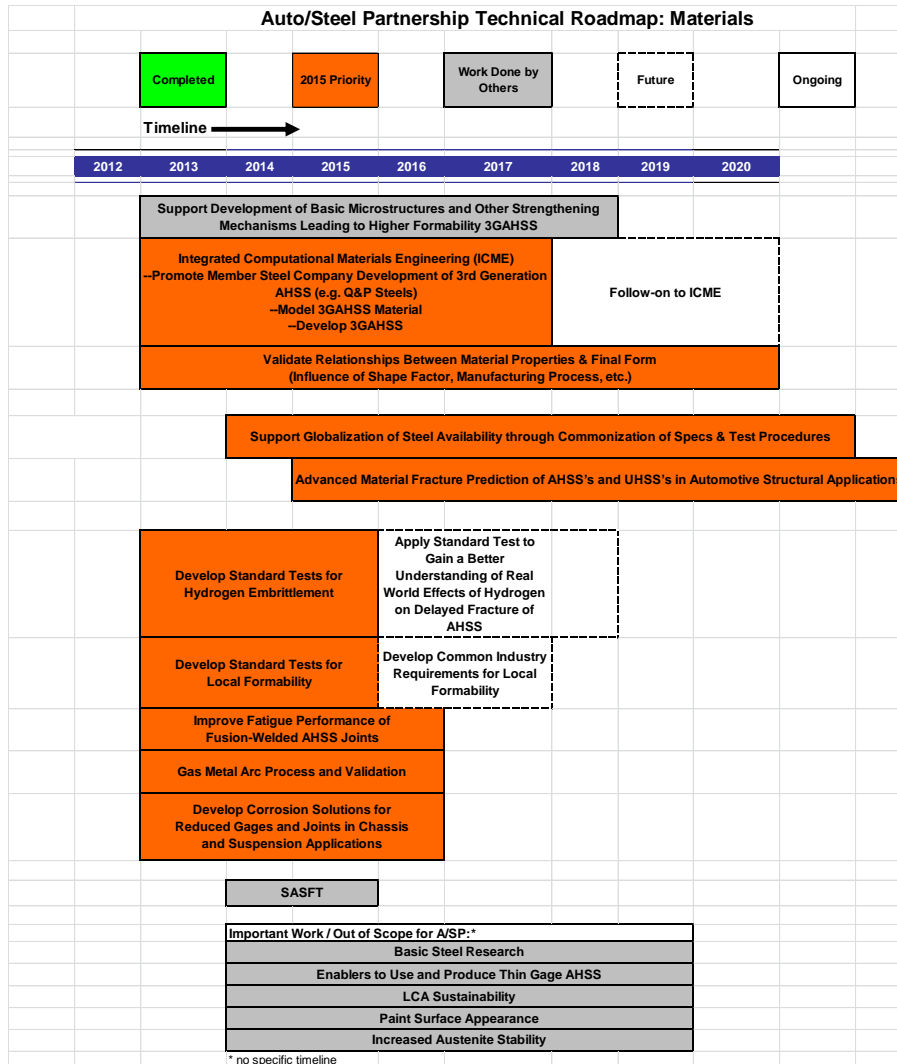 Auto/Steel Partnership Technical Roadmap: Materials
Completed
2015 Priority
Work Done by
Others
Future
Ongoing
Timeline
2012 2013 2014 2015 2016 2017 2018 2019 2020
Support Development of Basic Microstructures and Other Strengthening
Mechanisms Leading to Higher Formability 3GAHSS
Integrated Computational Materials Engineering (ICME)
--Promote Member Steel Company Development of 3rd Generation
AHSS (e.g. Q&P Steels)
--Model 3GAHSS Material
--Develop 3GAHSS
Follow-on to ICME
Validate Relationships Between Material Properties & Final Form
(Influence of Shape Factor, Manufacturing Process, etc.)
Support Globalization of Steel Availability through Commonization of Specs & Test Procedures
Advanced Material Fracture Prediction of AHSS's and UHSS's in Automotive Structural Application
Develop Standard Tests for
Hydrogen Embrittlement
Apply Standard Test to
Gain a Better
Understanding of Real
World Effects of Hydrogen
on Delayed Fracture of
AHSS
Develop Standard Tests for
Local Formability
Develop Common Industry
Requirements for Local
Formability
Improve Fatigue Performance of
Fusion-Welded AHSS Joints
Gas Metal Arc Process and Validation
Develop Corrosion Solutions for
Reduced Gages and Joints in Chassis
and Suspension Applications
SASFT
Important Work / Out of Scope for A/SP:*
Basic Steel Research
Enablers to Use and Produce Thin Gage AHSS
LCA Sustainability
Paint Surface Appearance
Increased Austenite Stability
* no specific timeline